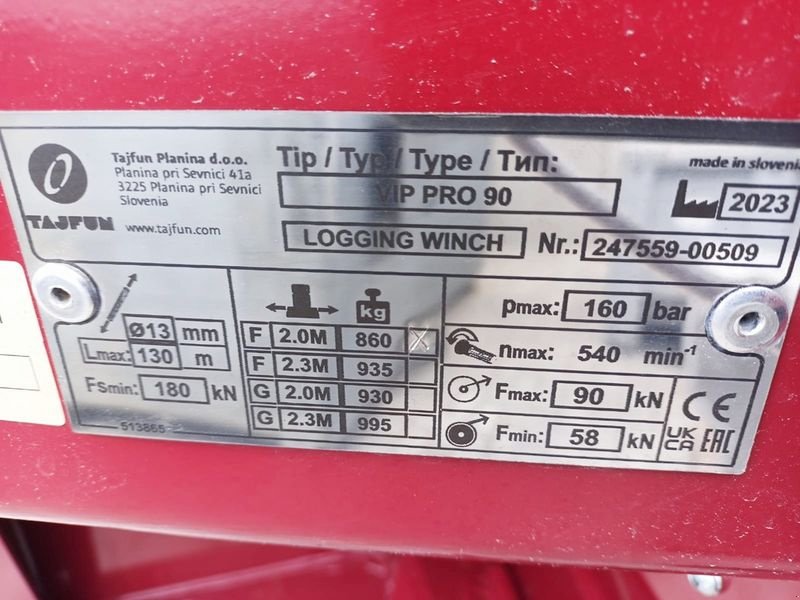 Tajfun Planina d.o.o.
Planina pri Sevnici 41a
3225 Planina pri Sevnici
Slovenia
TAJFUN
www.tajfun.com
Tip / Typ / Type / Тип:
VIP PRO 90
LOGGING WINCH
Nr.: 247559-00509
made in slovenia
2023
Ø13 mm
Lmax: 130 m
Fsmin: 180 kN
513865
kg
F 2.0M 860 X
F 2.3M 935
G 2.0M 930
G 2.3M 995
pmax: 160 bar
nmax: 540 min-1
Fmax: 90 kN
Fmin: 58 kN
CE
UK
CA
EAC